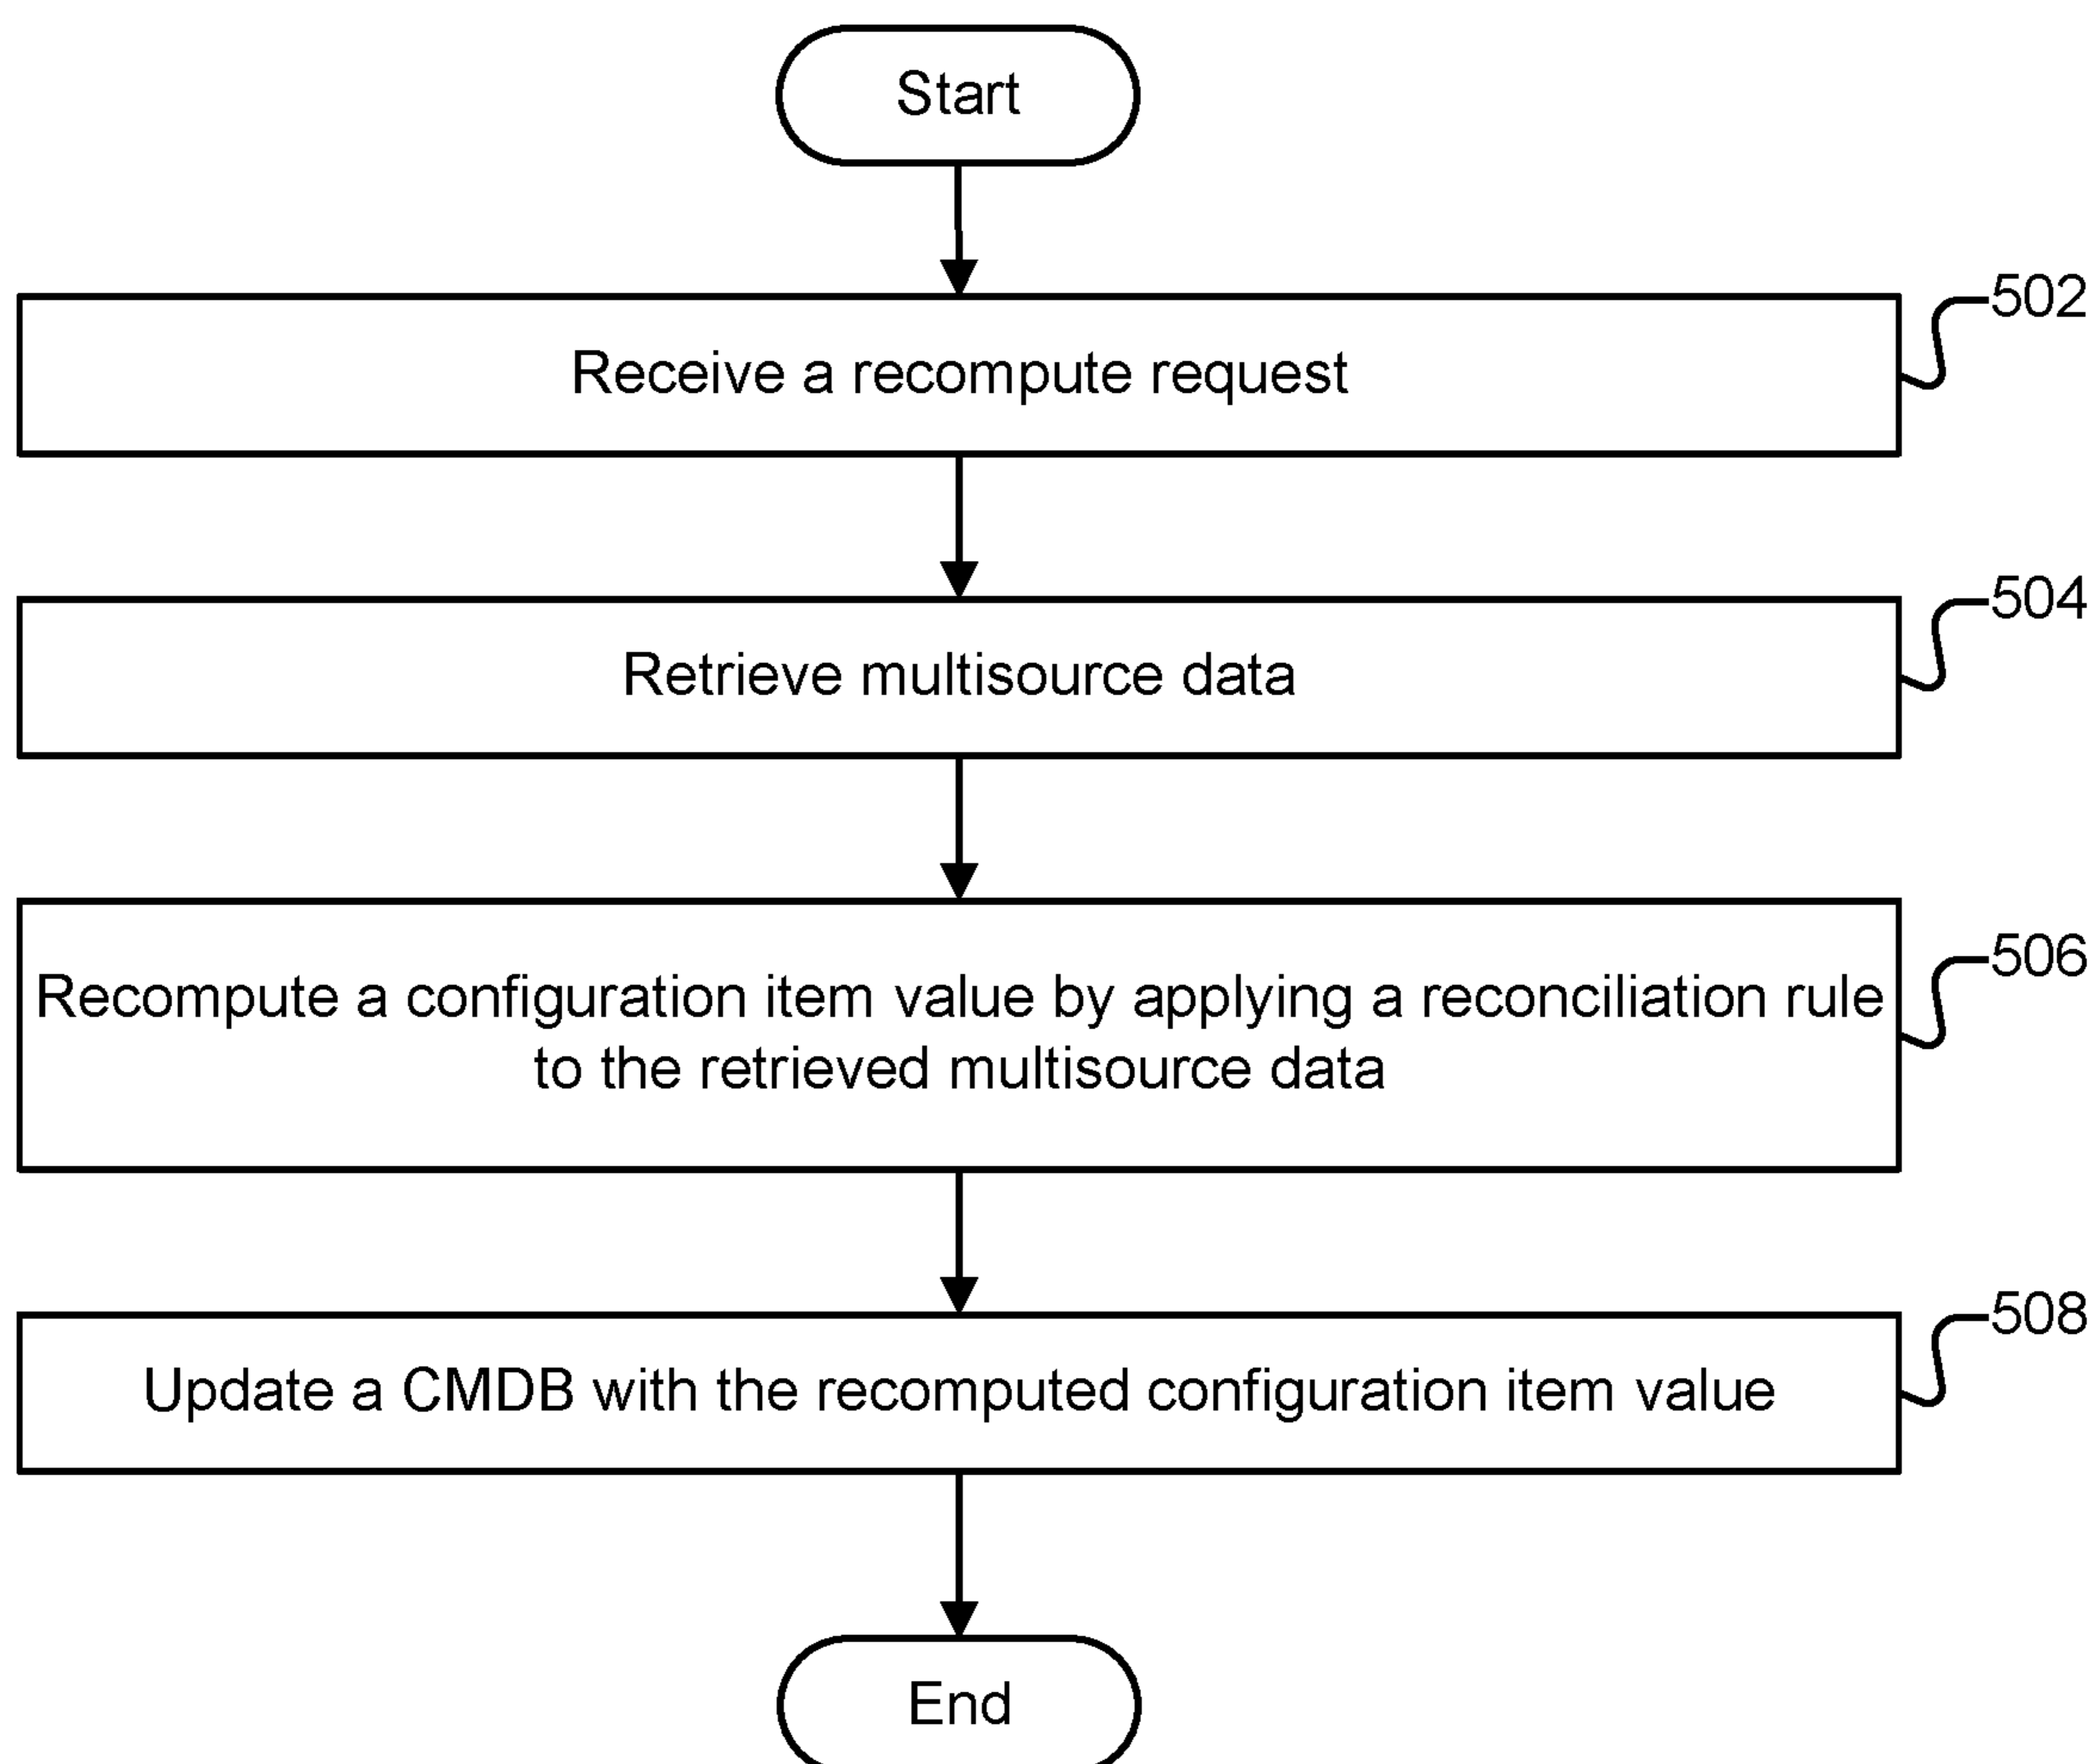 Start
502
Receive a recompute request
504
Retrieve multisource data
506
Recompute a configuration item value by applying a reconciliation rule
to the retrieved multisource data
508
Update a CMDB with the recomputed configuration item value
End